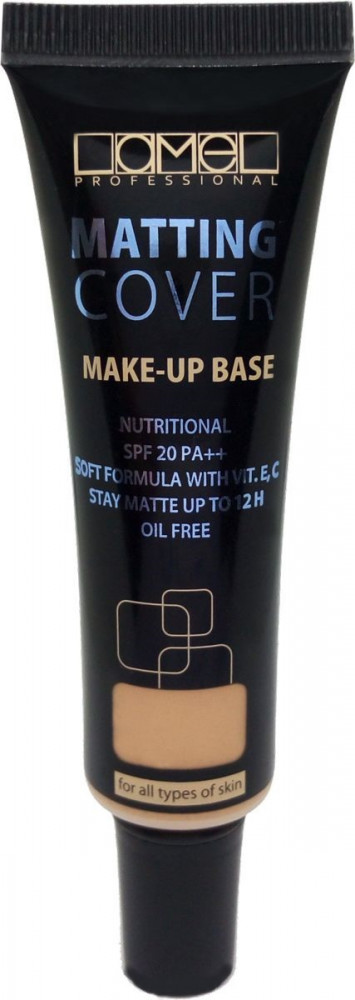 LAMEL
PROFESSIONAL
MATTING
COVER
MAKE-UP BASE
NUTRITIONAL
SPF 20 PA++
SOFT FORMULA WITH VIT. E,C
STAY MATTE UP TO 12 H
OIL FREE
for all types of skin